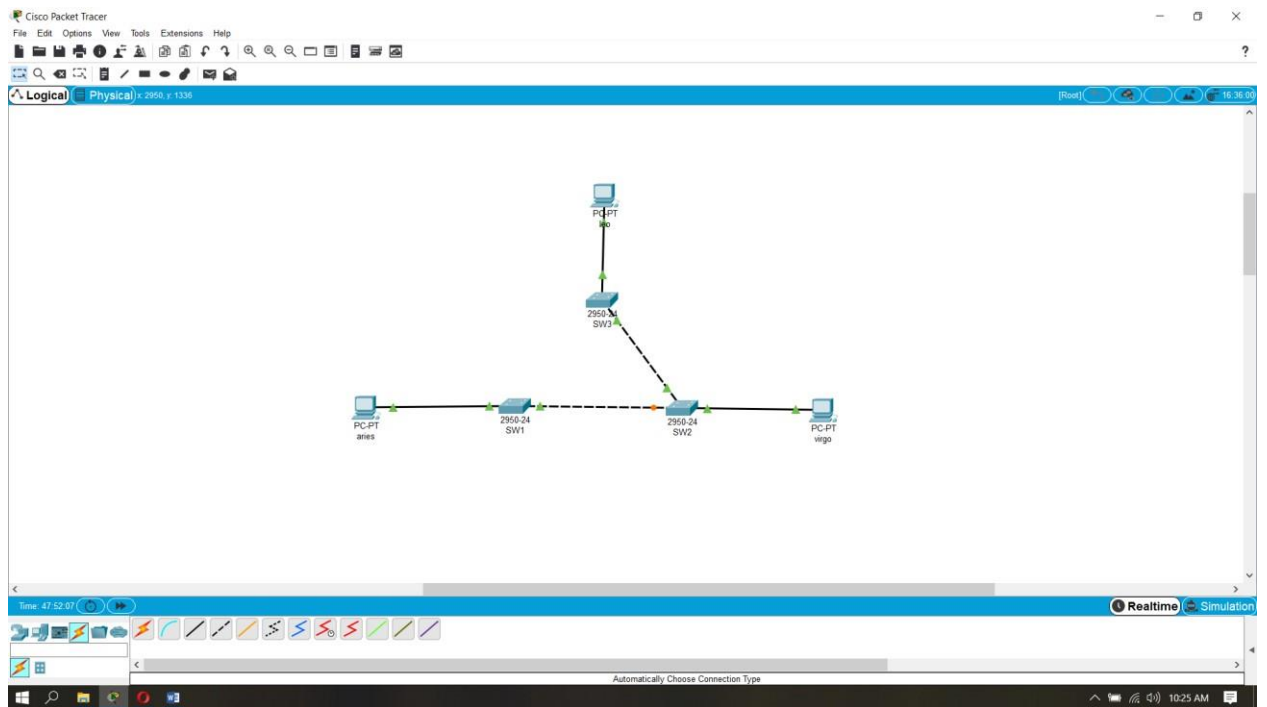 Cisco Packet Tracer
File Edit Options View Tools Extensions Help
?
Logical Physical x: 2950, y: 1336 [Root] 16:36:00
PC-PT
leo
2950-24
SW3
PC-PT
aries
2950-24
SW1
2950-24
SW2
PC-PT
virgo
Time: 47:52:07 Realtime Simulation
Automatically Choose Connection Type
10:25 AM